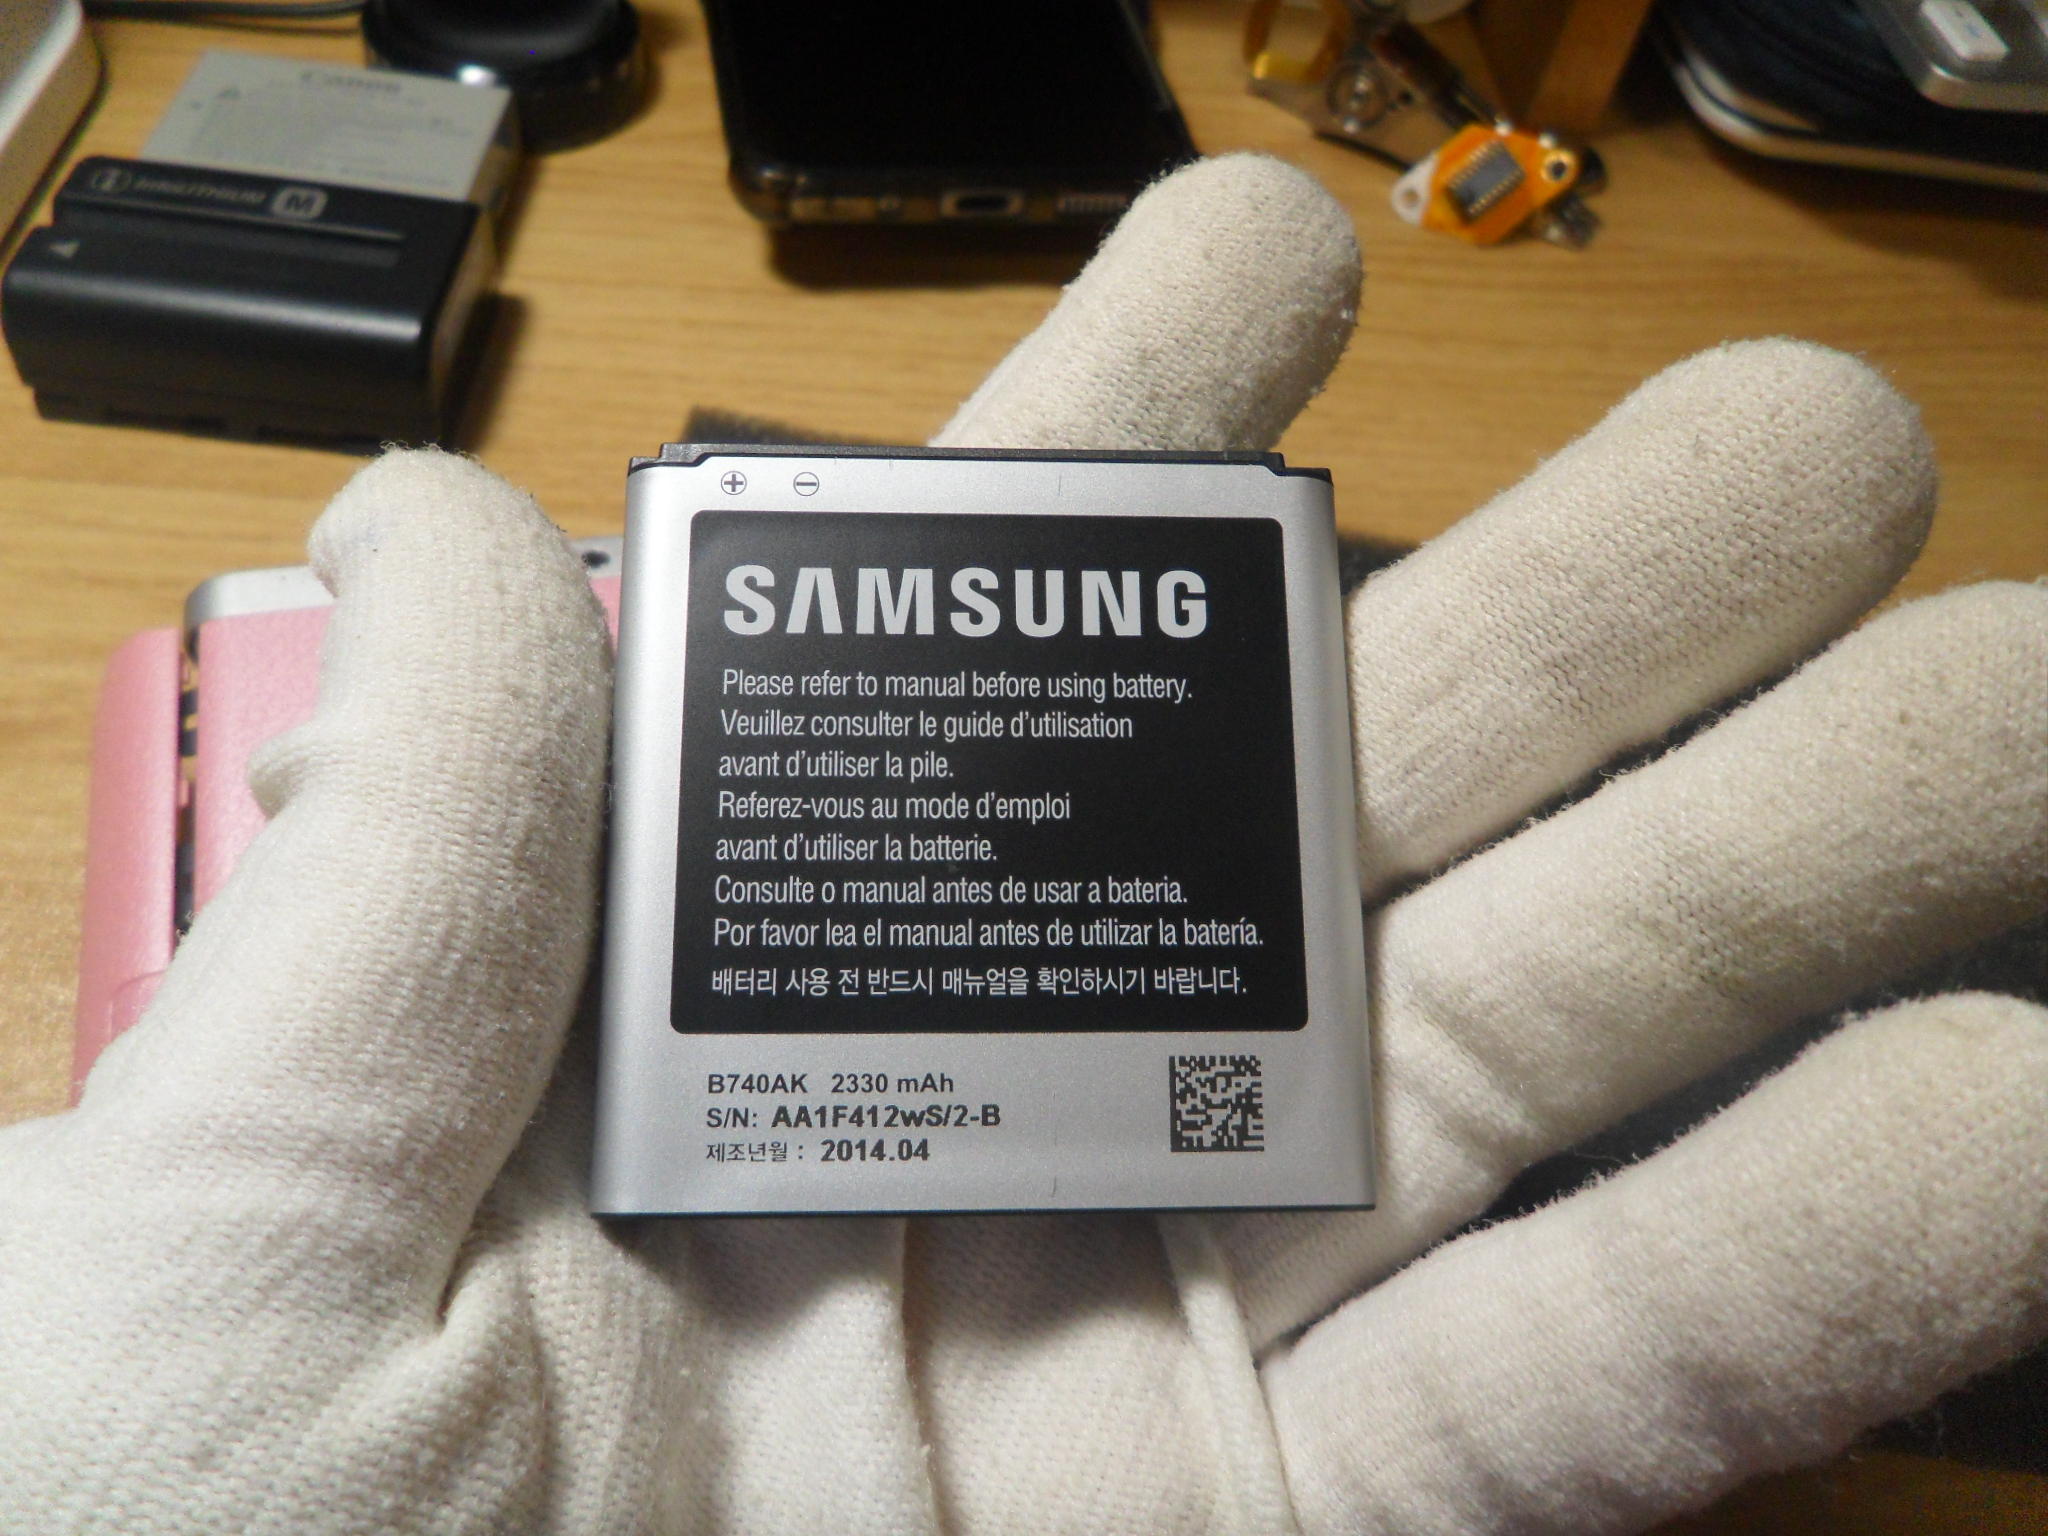 Canon
InfoLITHIUM M
SAMSUNG
Please refer to manual before using battery.
Veuillez consulter le guide d'utilisation
avant d'utiliser la pile.
Referez-vous au mode d'emploi
avant d'utiliser la batterie.
Consulte o manual antes de usar a bateria.
Por favor lea el manual antes de utilizar la batería.
배터리 사용 전 반드시 매뉴얼을 확인하시기 바랍니다.
B740AK 2330 mAh
S/N: AA1F412wS/2-B
제조년월 : 2014.04